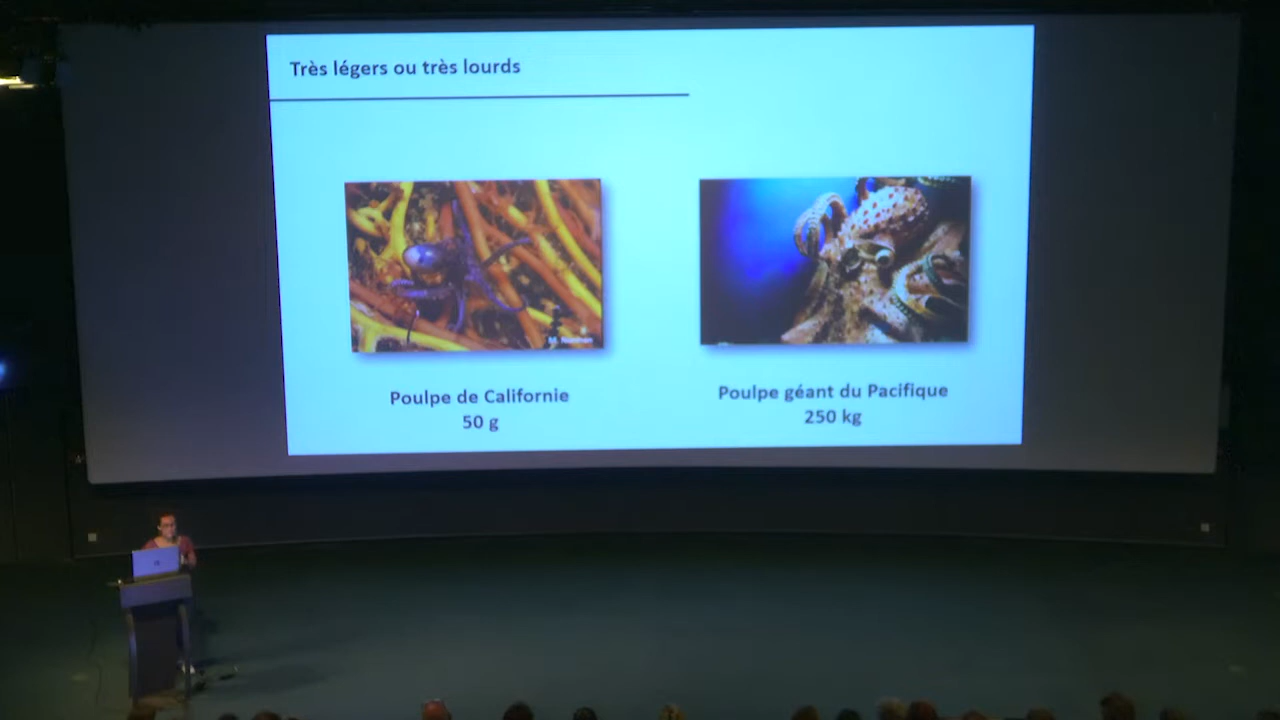 Très légers ou très lourds
Poulpe de Californie
50 g
Poulpe géant du Pacifique
250 kg